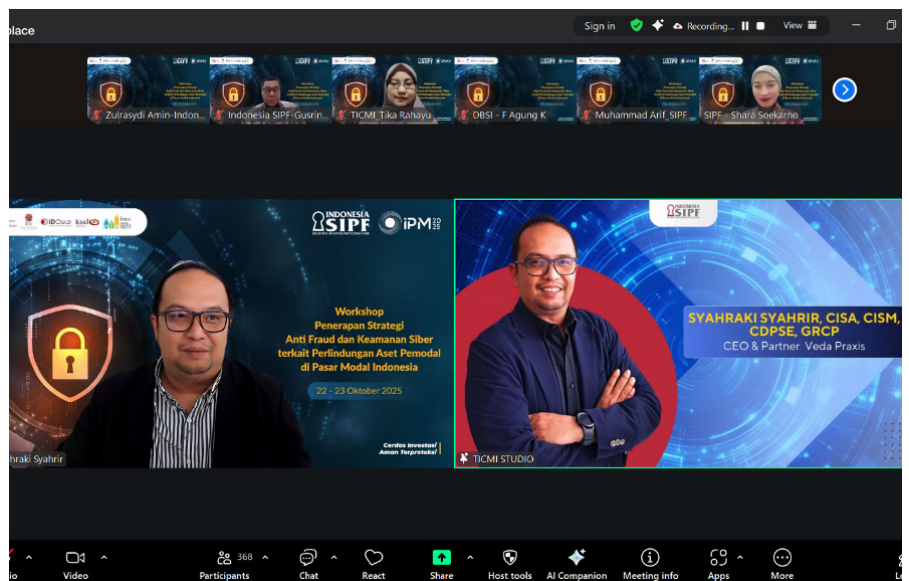 place
Sign in
Recording...
View
Zulrasydi Amin-Indon...
Indonesia SIPF-Gusrin...
TICMI_Tika Rahayu
DBSI - F Agung K
Muhammad Arif_SIPF
SIPF - Shara Soekarno
iDClear ksei
INDONESIA
SIPF
iPM 2025
Workshop
Penerapan Strategi
Anti Fraud dan Keamanan Siber
terkait Perlindungan Aset Pemodal
di Pasar Modal Indonesia
22 - 23 Oktober 2025
Cerdas Investasi
Aman Terproteksi
hraki Syahrir
INDONESIA
SIPF
SYAHRAKI SYAHRIR, CISA, CISM,
CDPSE, GRCP
CEO & Partner Veda Praxis
TICMI STUDIO
io
Video
368
Participants
Chat
React
Share
Host tools
AI Companion
Meeting info
Apps
More